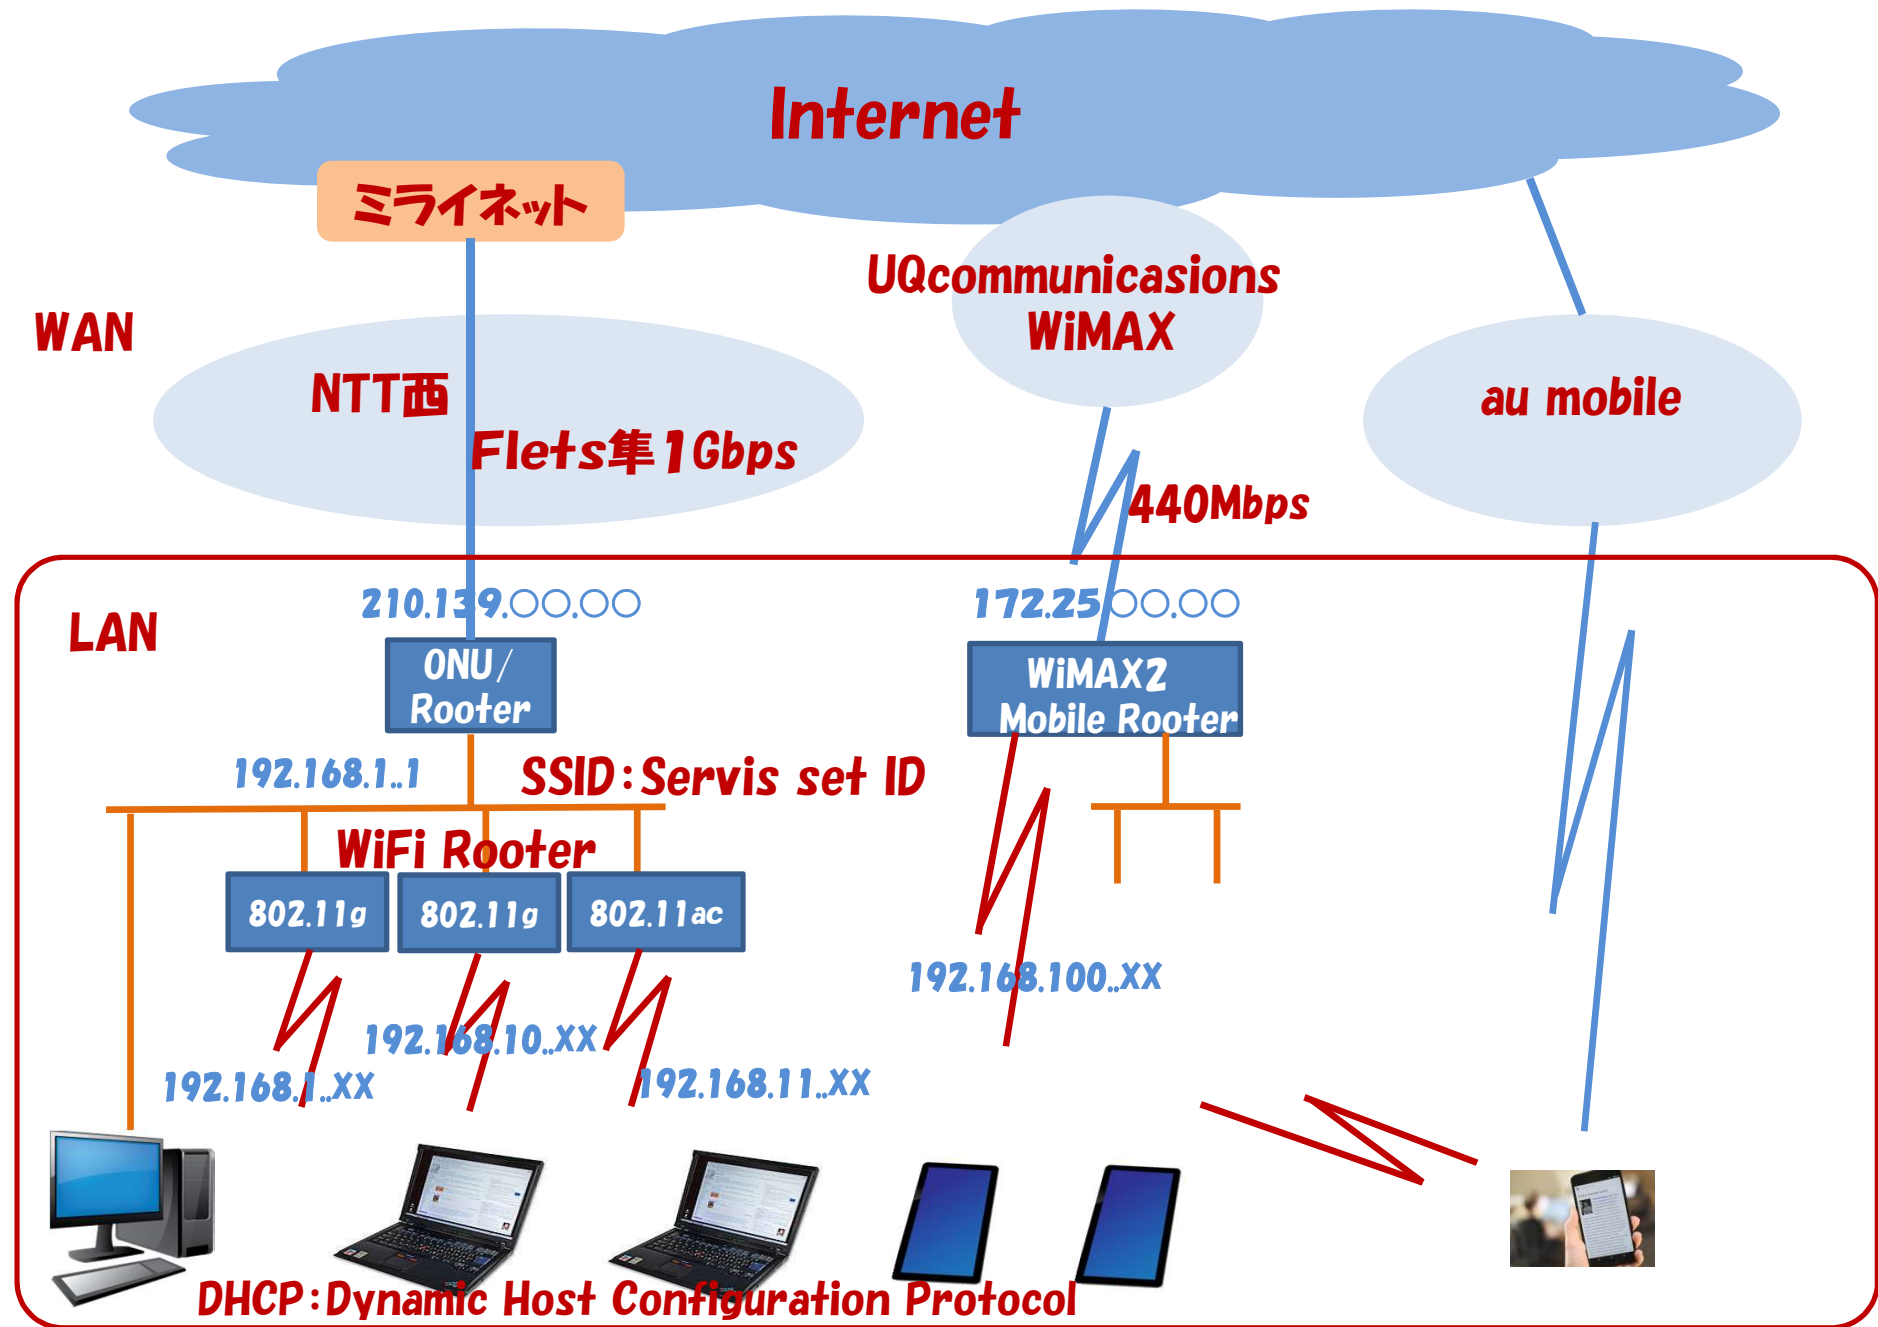 Internet
ミライネット
UQcommunicasions
WiMAX
WAN
NTT西
au mobile
Flets隼1Gbps
440Mbps
210.139.○○.○○
172.25○○.○○
LAN
ONU/
Rooter
WiMAX2
Mobile Rooter
192.168.1..1
SSID:Servis set ID
WiFi Rooter
802.11g
802.11g
802.11ac
192.168.100..XX
192.168.10..XX
192.168.1..XX
192.168.11..XX
DHCP:Dynamic Host Configuration Protocol